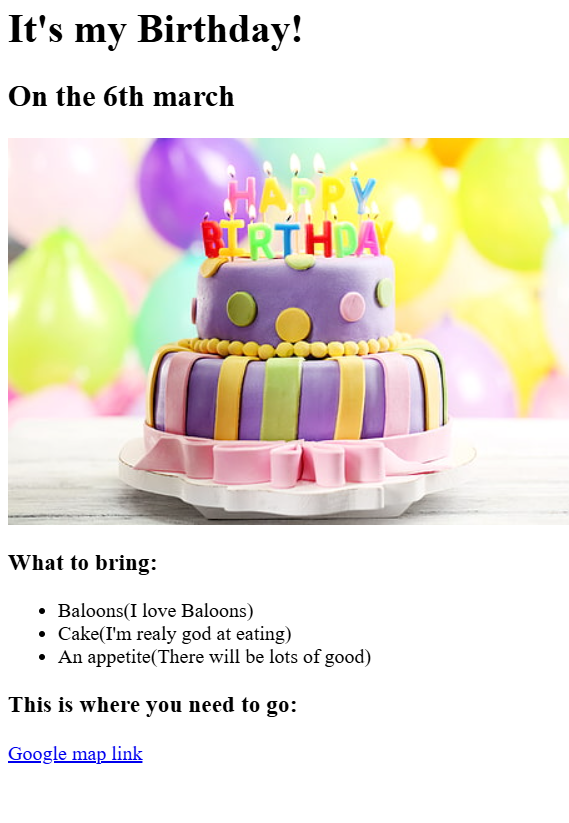 It's my Birthday!
On the 6th march
HAPPY
BIRTHDAY
What to bring:
Baloons(I love Baloons)
Cake(I'm realy god at eating)
An appetite(There will be lots of good)
This is where you need to go:
Google map link